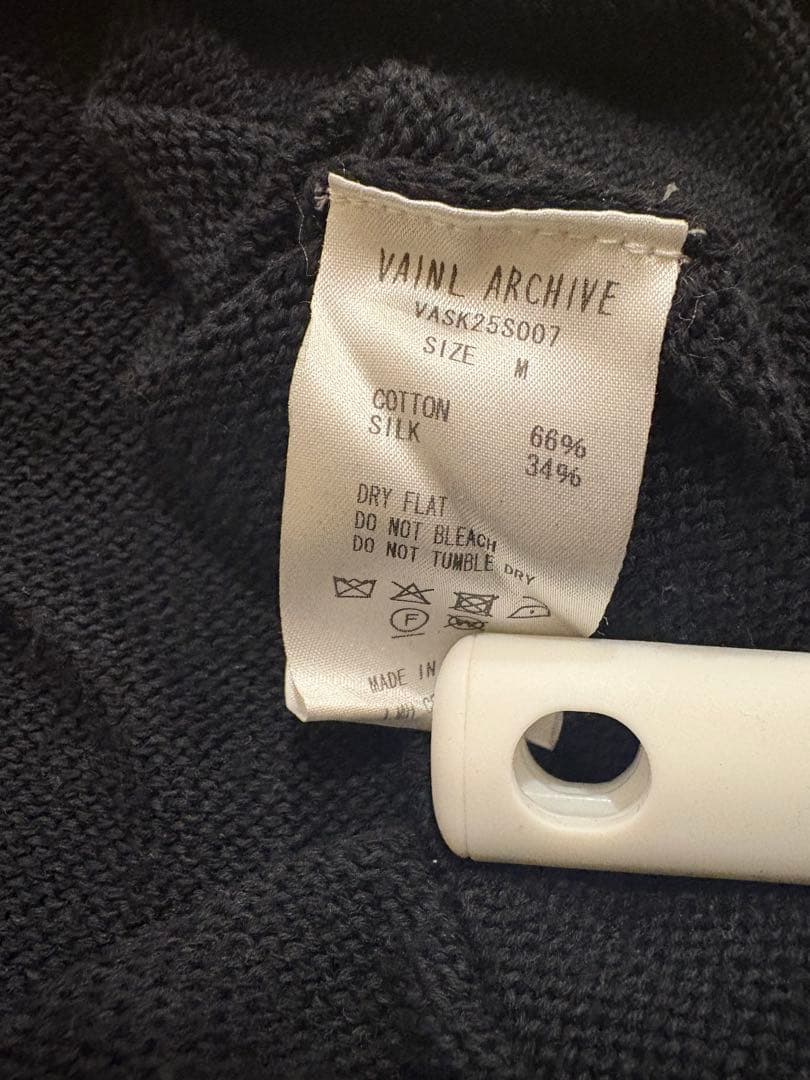 VAINL ARCHIVE
VASK25S007
SIZE M
COTTON 66%
SILK 34%
DRY FLAT
DO NOT BLEACH
DO NOT TUMBLE DRY
F
MADE IN